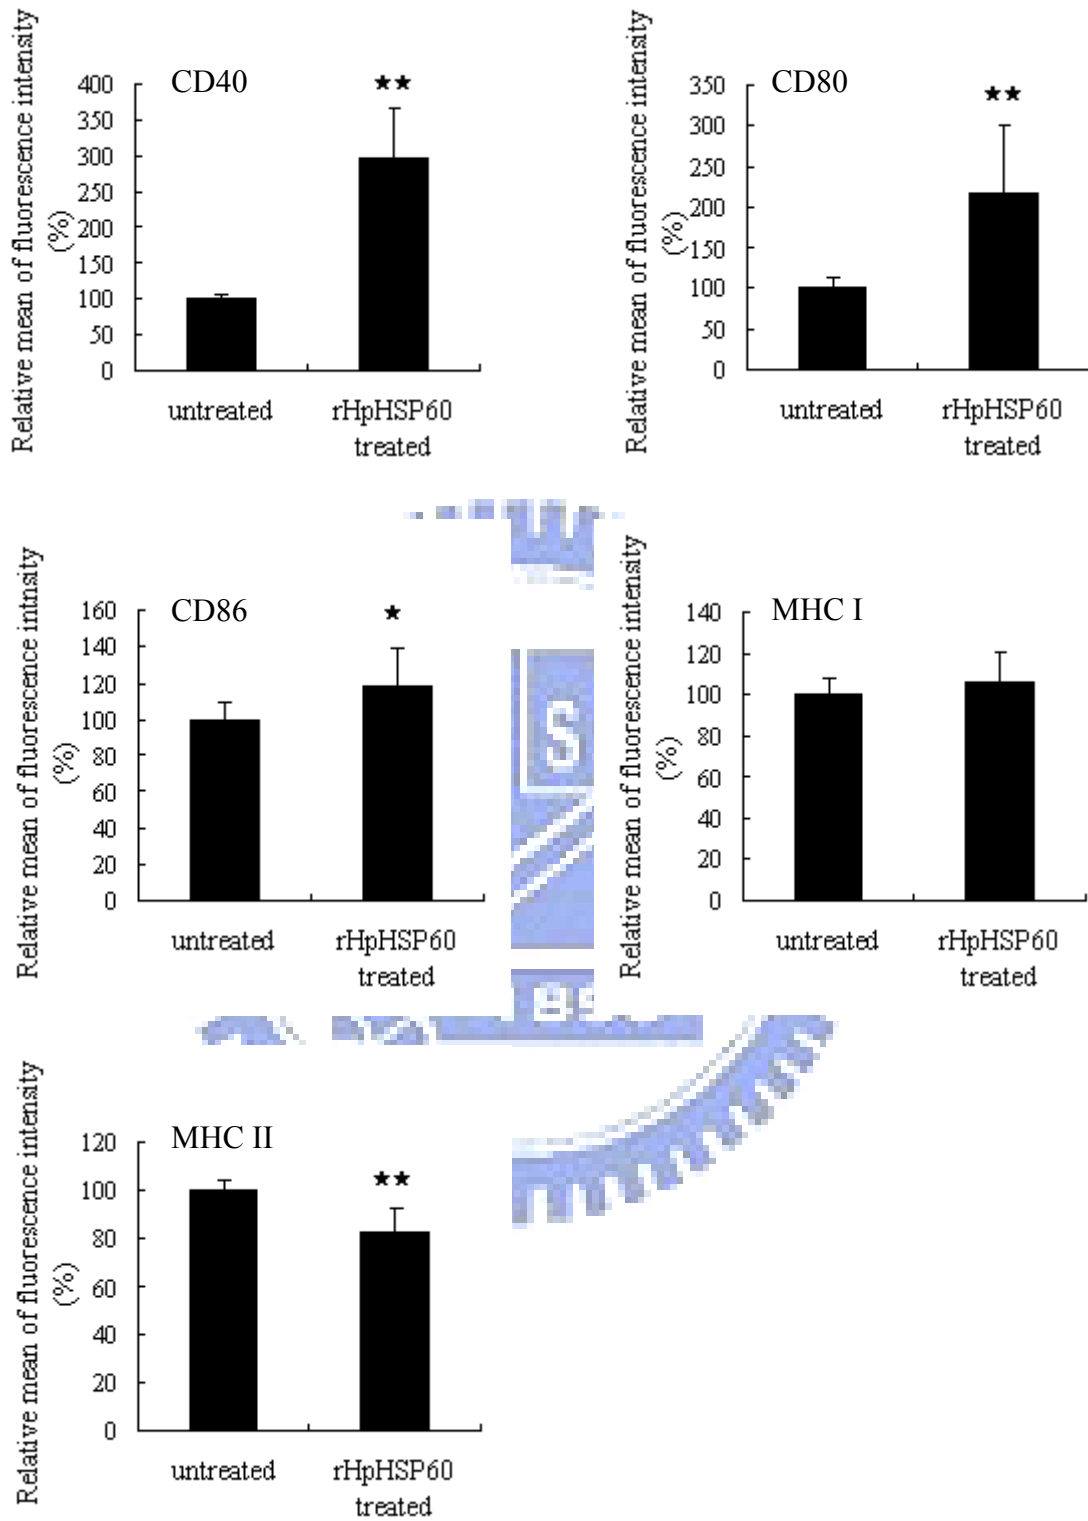 Relative mean of fluorescence intensity
(%)
CD40
★★
400
350
300
250
200
150
100
50
0
untreated
rHpHSP60
treated
Relative mean of fluorescence intensity
(%)
CD80
★★
350
300
250
200
150
100
50
0
untreated
rHpHSP60
treated
Relative mean of fluorescence intnsity
(%)
CD86
★
160
140
120
100
80
60
40
20
0
untreated
rHpHSP60
treated
Relative mean of fluorescence intensity
(%)
MHC I
140
120
100
80
60
40
20
0
untreated
rHpHSP60
treated
S
Relative mean of fluorescence intensity
(%)
MHC II
★★
120
100
80
60
40
20
0
untreated
rHpHSP60
treated